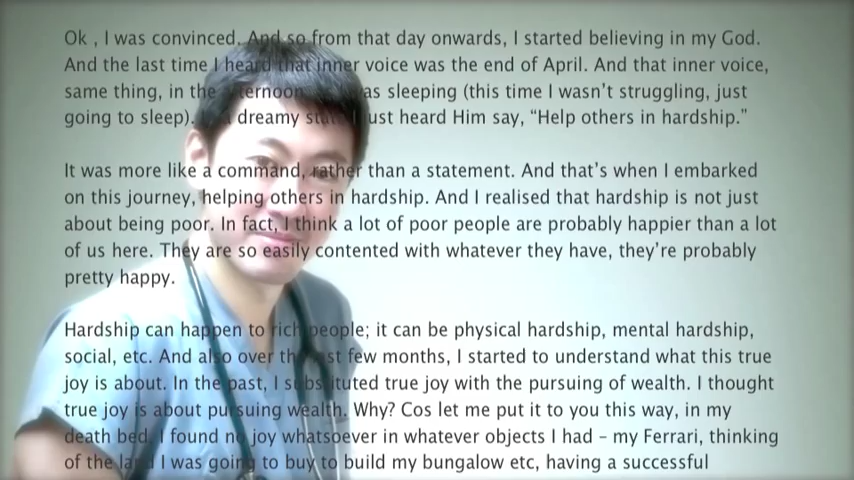 Ok , I was convinced. And so from that day onwards, I started believing in my God.
And the last time I heard that inner voice was the end of April. And that inner voice,
same thing, in the afternoon I was sleeping (this time I wasn't struggling, just
going to sleep). dreamy state I just heard Him say, “Help others in hardship.”
It was more like a command, rather than a statement. And that's when I embarked
on this journey, helping others in hardship. And I realised that hardship is not just
about being poor. In fact, I think a lot of poor people are probably happier than a lot
of us here. They are so easily contented with whatever they have, they're probably
pretty happy.
Hardship can happen to rich people; it can be physical hardship, mental hardship,
social, etc. And also over the last few months, I started to understand what this true
joy is about. In the past, I substituted true joy with the pursuing of wealth. I thought
true joy is about pursuing wealth. Why? Cos let me put it to you this way, in my
death bed, I found no joy whatsoever in whatever objects I had – my Ferrari, thinking
of the land I was going to buy to build my bungalow etc, having a successful